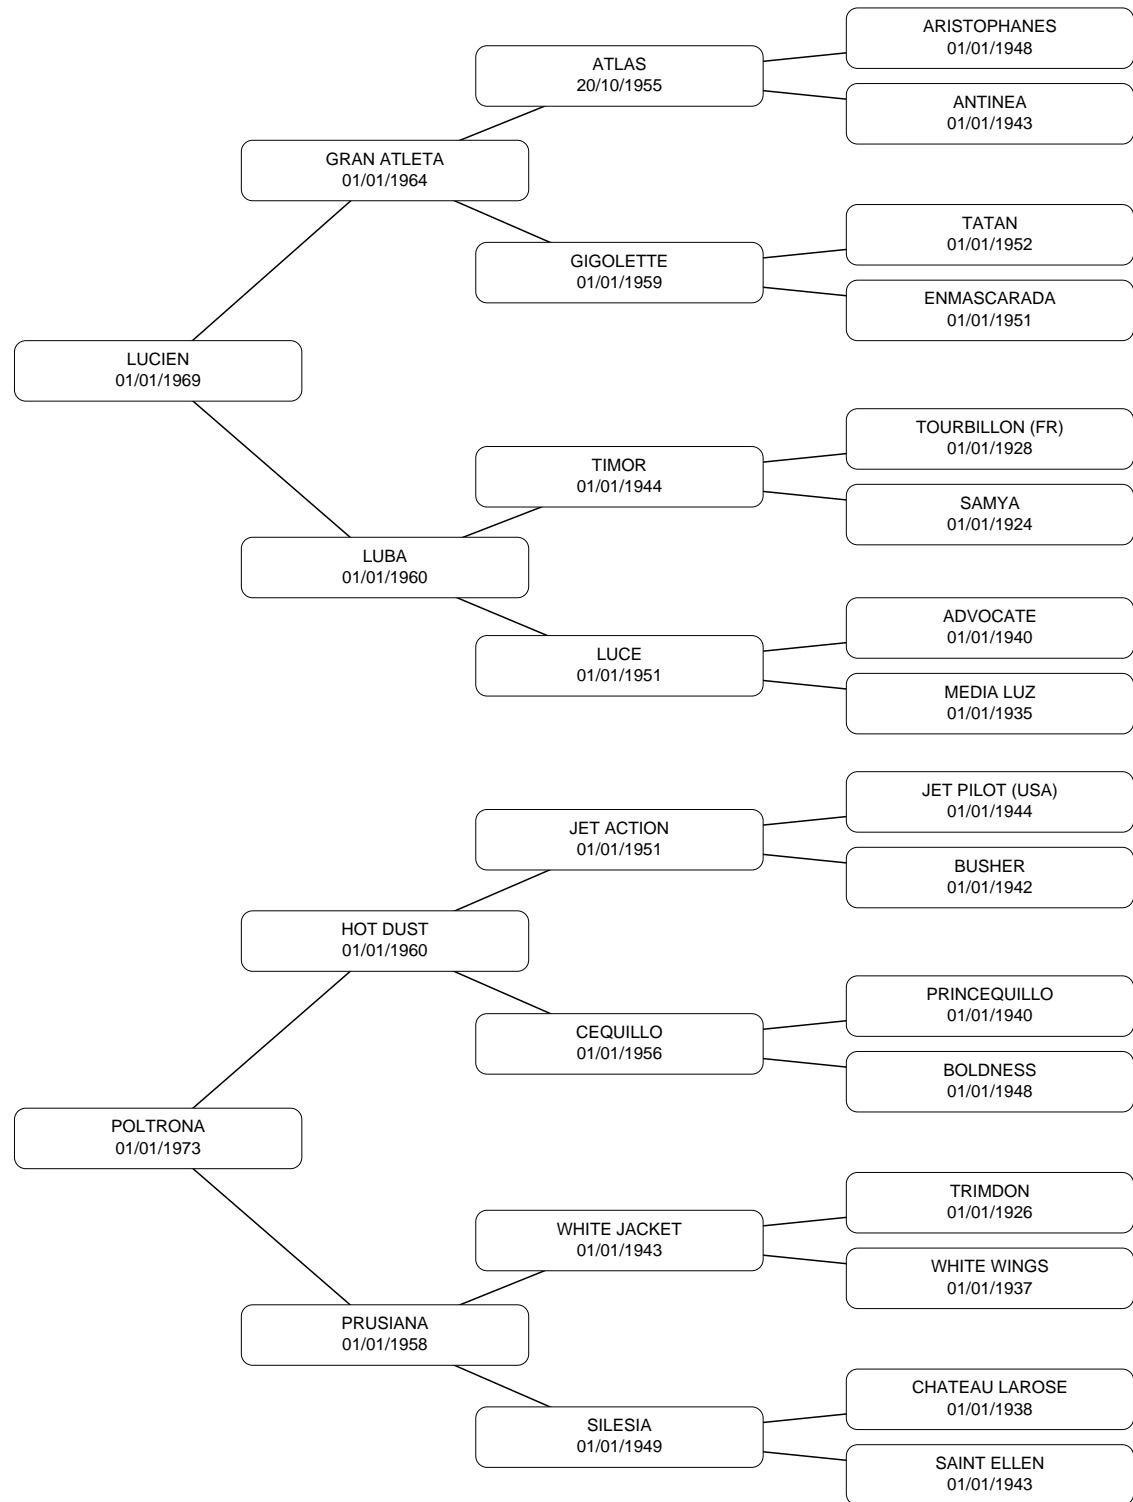 ARISTOPHANES
01/01/1948
ATLAS
20/10/1955
ANTINEA
01/01/1943
GRAN ATLETA
01/01/1964
TATAN
01/01/1952
GIGOLETTE
01/01/1959
ENMASCARADA
01/01/1951
LUCIEN
01/01/1969
TOURBILLON (FR)
01/01/1928
TIMOR
01/01/1944
SAMYA
01/01/1924
LUBA
01/01/1960
ADVOCATE
01/01/1940
LUCE
01/01/1951
MEDIA LUZ
01/01/1935
JET PILOT (USA)
01/01/1944
JET ACTION
01/01/1951
BUSHER
01/01/1942
HOT DUST
01/01/1960
PRINCEQUILLO
01/01/1940
CEQUILLO
01/01/1956
BOLDNESS
01/01/1948
POLTRONA
01/01/1973
TRIMDON
01/01/1926
WHITE JACKET
01/01/1943
WHITE WINGS
01/01/1937
PRUSIANA
01/01/1958
CHATEAU LAROSE
01/01/1938
SILESIA
01/01/1949
SAINT ELLEN
01/01/1943